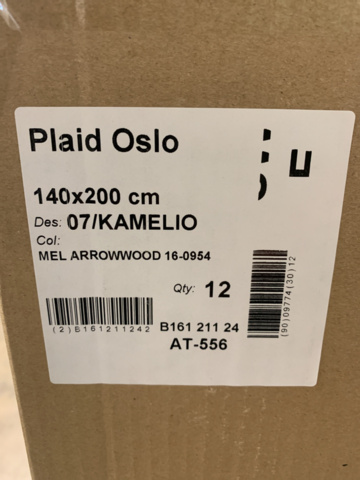 Plaid Oslo
140x200 cm
Des: 07/KAMELIO
Col:
MEL ARROWWOOD 16-0954
Qty: 12
(2)B161211242
B161 211 24
AT-556
(90)09774(30)12